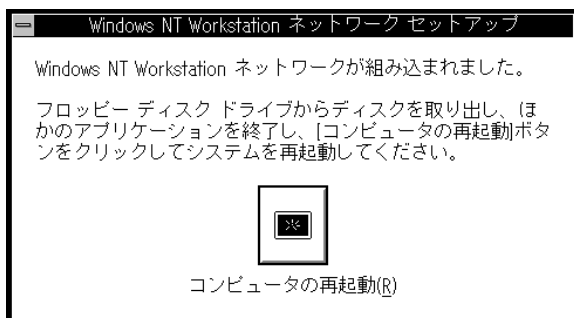 Windows NT Workstation ネットワーク セットアップ
Windows NT Workstation ネットワークが組み込まれました。
フロッピー ディスク ドライブからディスクを取り出し、ほ
かのアプリケーションを終了し、[コンピュータの再起動]ボタ
ンをクリックしてシステムを再起動してください。
コンピュータの再起動(R)